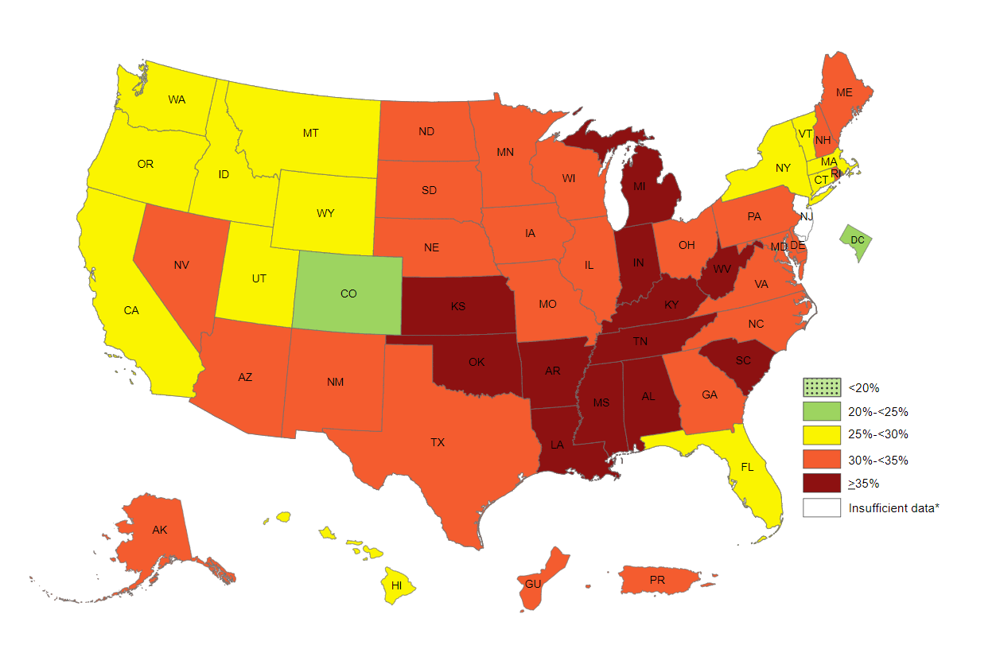 ME
WA
ND
MT
VT
NH
MN
MA
OR
NY
RI
ID
WI
CT
MI
SD
WY
PA
NJ
IA
OH
DC
NE
MD
DE
IN
IL
NV
WV
UT
VA
CO
MO
KY
KS
CA
NC
TN
OK
SC
AR
AZ
NM
GA
MS
AL
TX
LA
FL
<20%
20%-<25%
25%-<30%
30%-<35%
≥35%
Insufficient data*
AK
HI
GU
PR